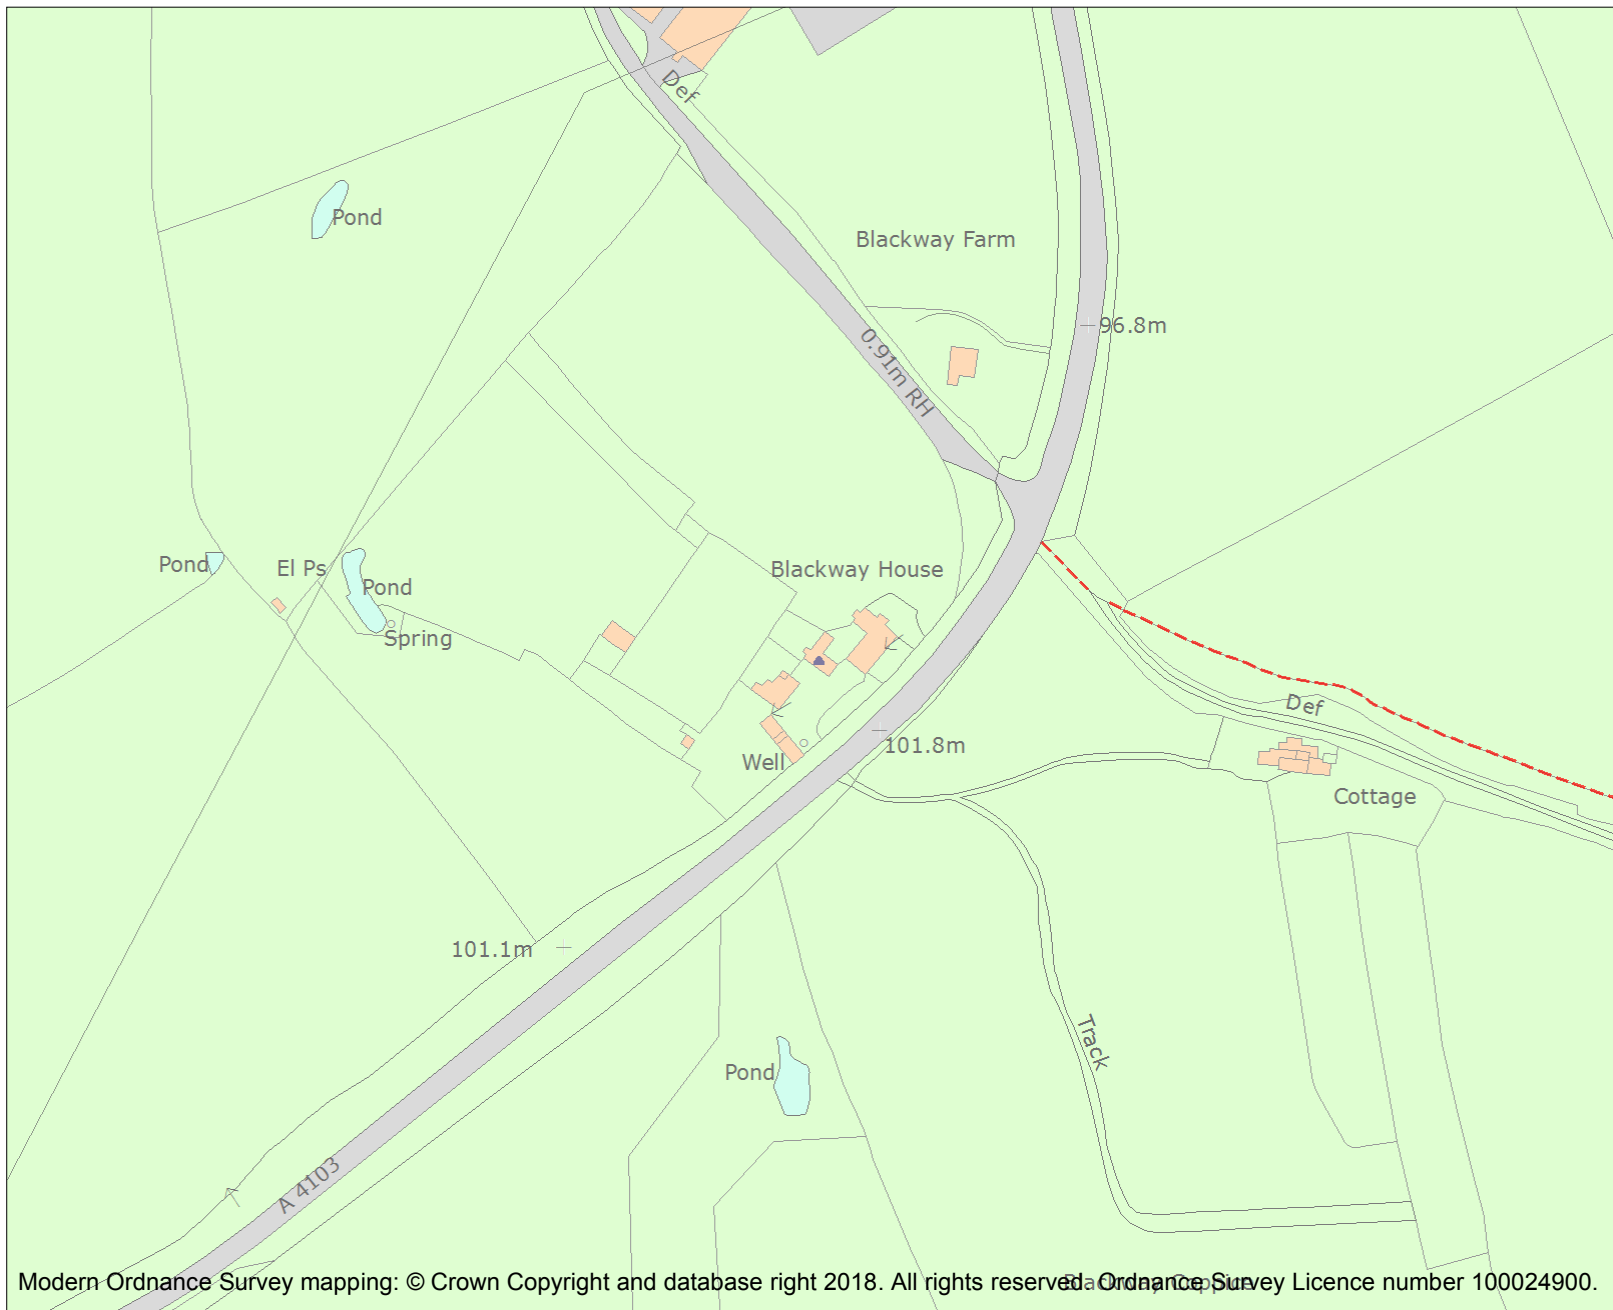 Def
Pond
Blackway Farm
96.8m
0.91m RH
Pond
El Ps
Pond
Blackway House
Spring
Def
101.8m
Well
Cottage
101.1m
Track
Pond
A 4103
Blackway Coppice
Modern Ordnance Survey mapping: © Crown Copyright and database right 2018. All rights reserved. Ordnance Survey Licence number 100024900.